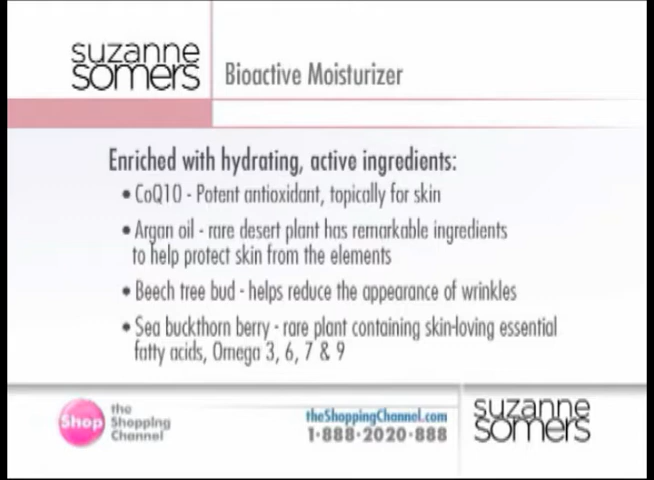 suzanne
somers
Bioactive Moisturizer
Enriched with hydrating, active ingredients:
• CoQ10 - Potent antioxidant, topically for skin
• Argan oil - rare desert plant has remarkable ingredients
to help protect skin from the elements
• Beech tree bud - helps reduce the appearance of wrinkles
• Sea buckthorn berry - rare plant containing skin-loving essential
fatty acids, Omega 3, 6, 7 & 9
Shop
the
Shopping
Channel
theShoppingChannel.com
1·888·2020·888
suzanne
somers